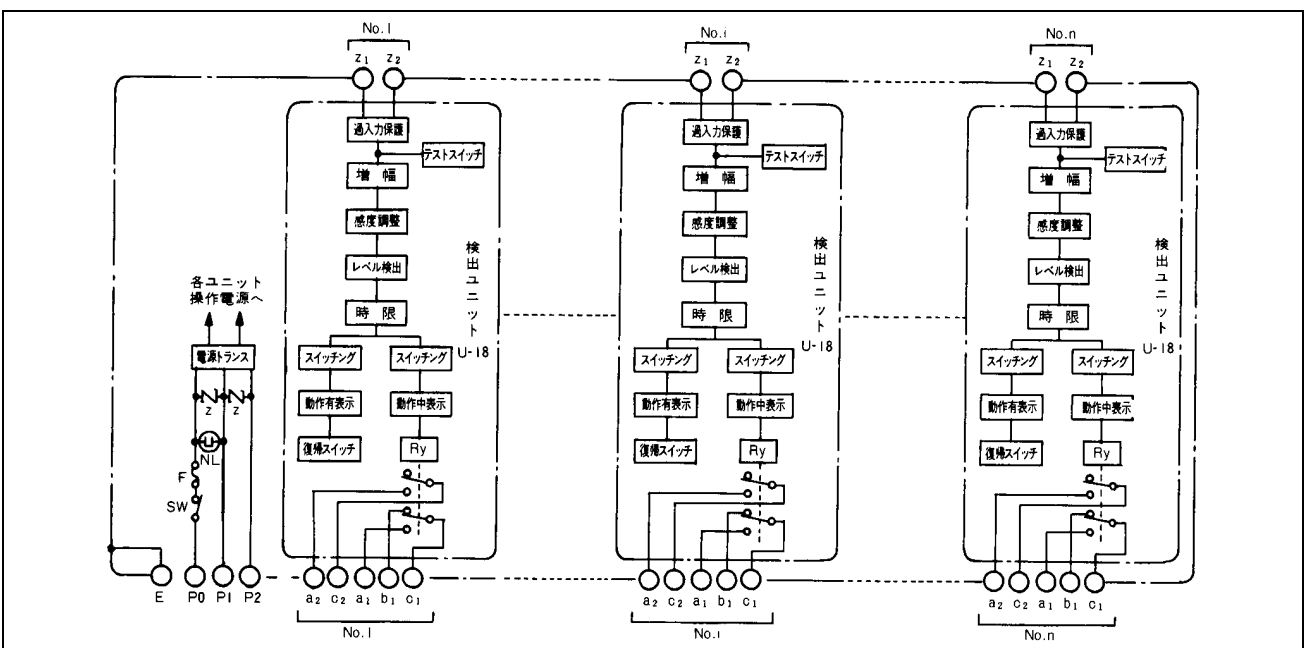 No.1
z1 z2
過入力保護
テストスイッチ
増 幅
感度調整
レベル検出
時 限
スイッチング
スイッチング
動作有表示
動作中表示
復帰スイッチ
Ry
検出ユニット
U-18
各ユニット
操作電源へ
電源トランス
z z
NL
F
SW
E P0 P1 P2
a2 c2 a1 b1 c1
No.1
No.i
z1 z2
過入力保護
テストスイッチ
増 幅
感度調整
レベル検出
時 限
スイッチング
スイッチング
動作有表示
動作中表示
復帰スイッチ
Ry
検出ユニット
U-18
a2 c2 a1 b1 c1
No.i
No.n
z1 z2
過入力保護
テストスイッチ
増 幅
感度調整
レベル検出
時 限
スイッチング
スイッチング
動作有表示
動作中表示
復帰スイッチ
Ry
検出ユニット
U-18
a2 c2 a1 b1 c1
No.n